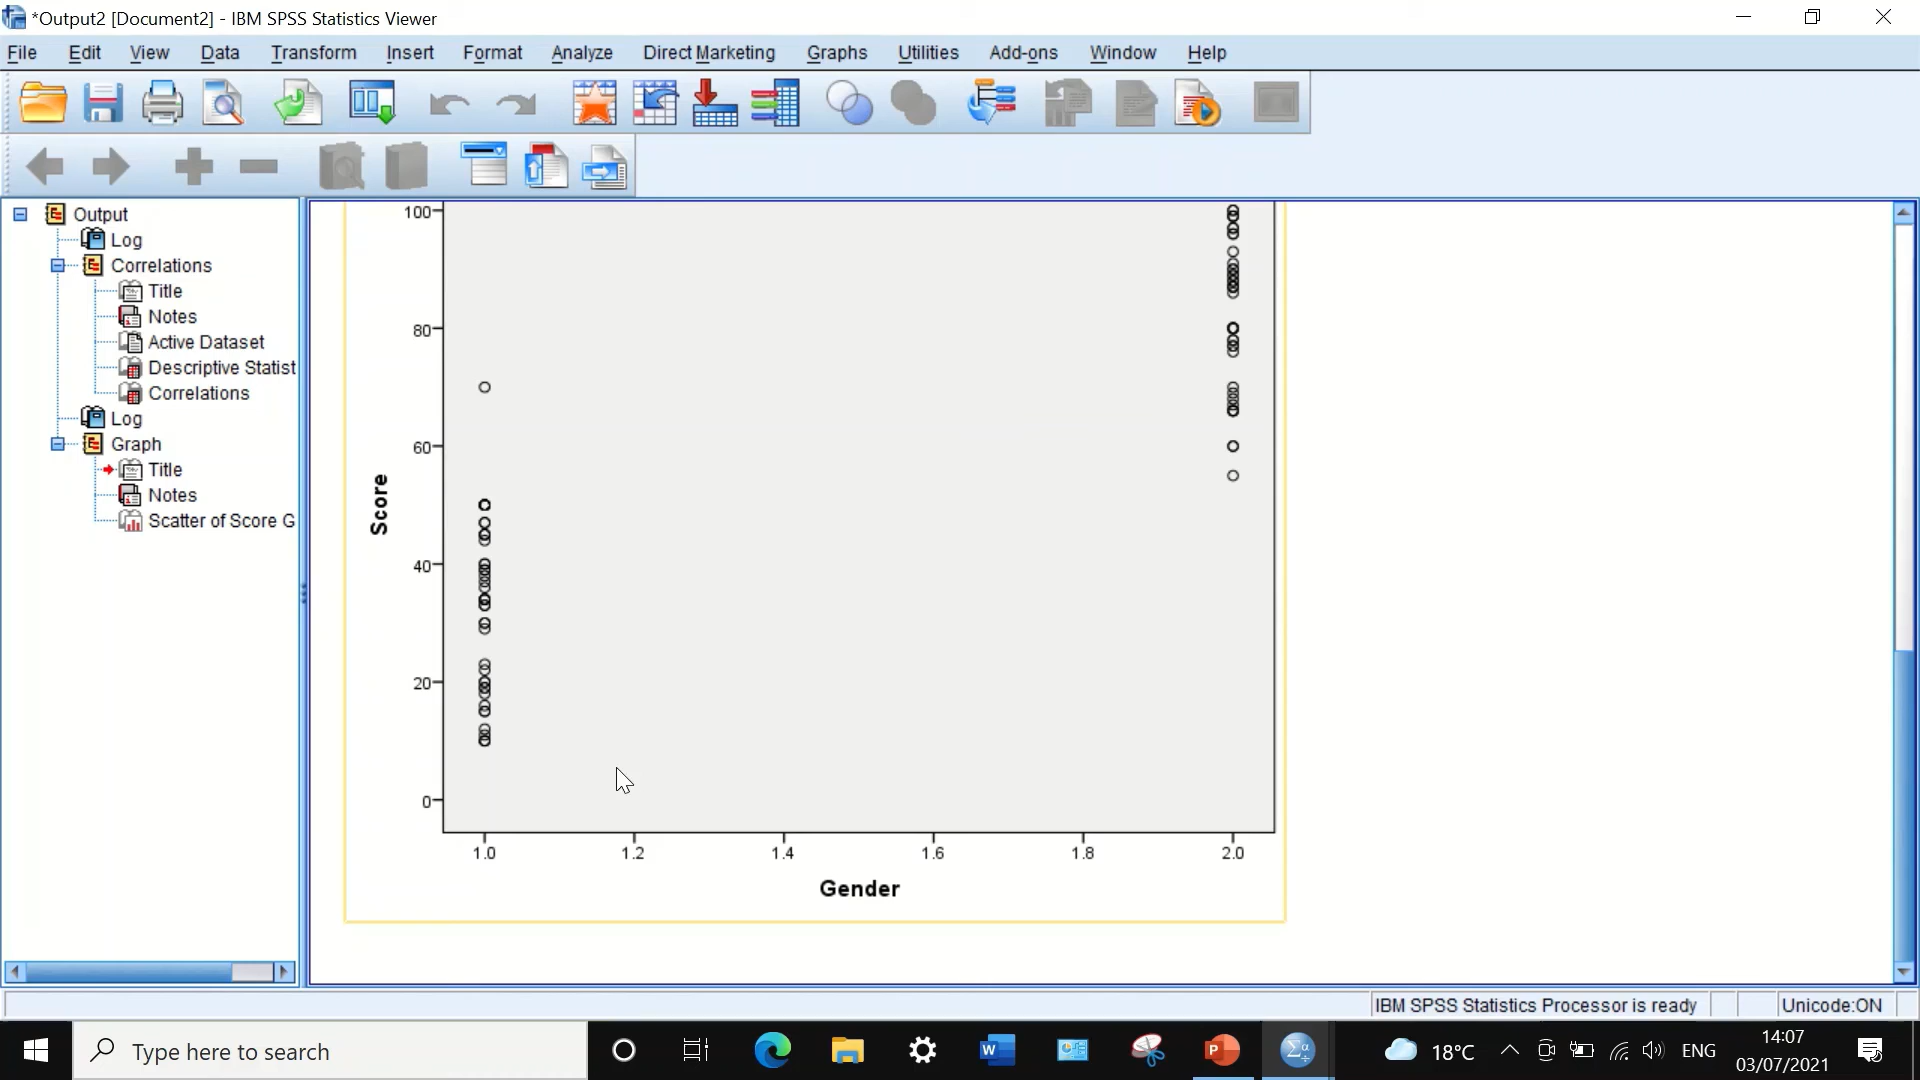 *Output2 [Document2] - IBM SPSS Statistics Viewer
File Edit View Data Transform Insert Format Analyze Direct Marketing Graphs Utilities Add-ons Window Help
Output
Log
Correlations
Title
Notes
Active Dataset
Descriptive Statist
Correlations
Log
Graph
Title
Notes
Scatter of Score G
100
80
60
40
20
0
Score
1.0 1.2 1.4 1.6 1.8 2.0
Gender
IBM SPSS Statistics Processor is ready Unicode:ON
Type here to search
18°C ENG 14:07
03/07/2021